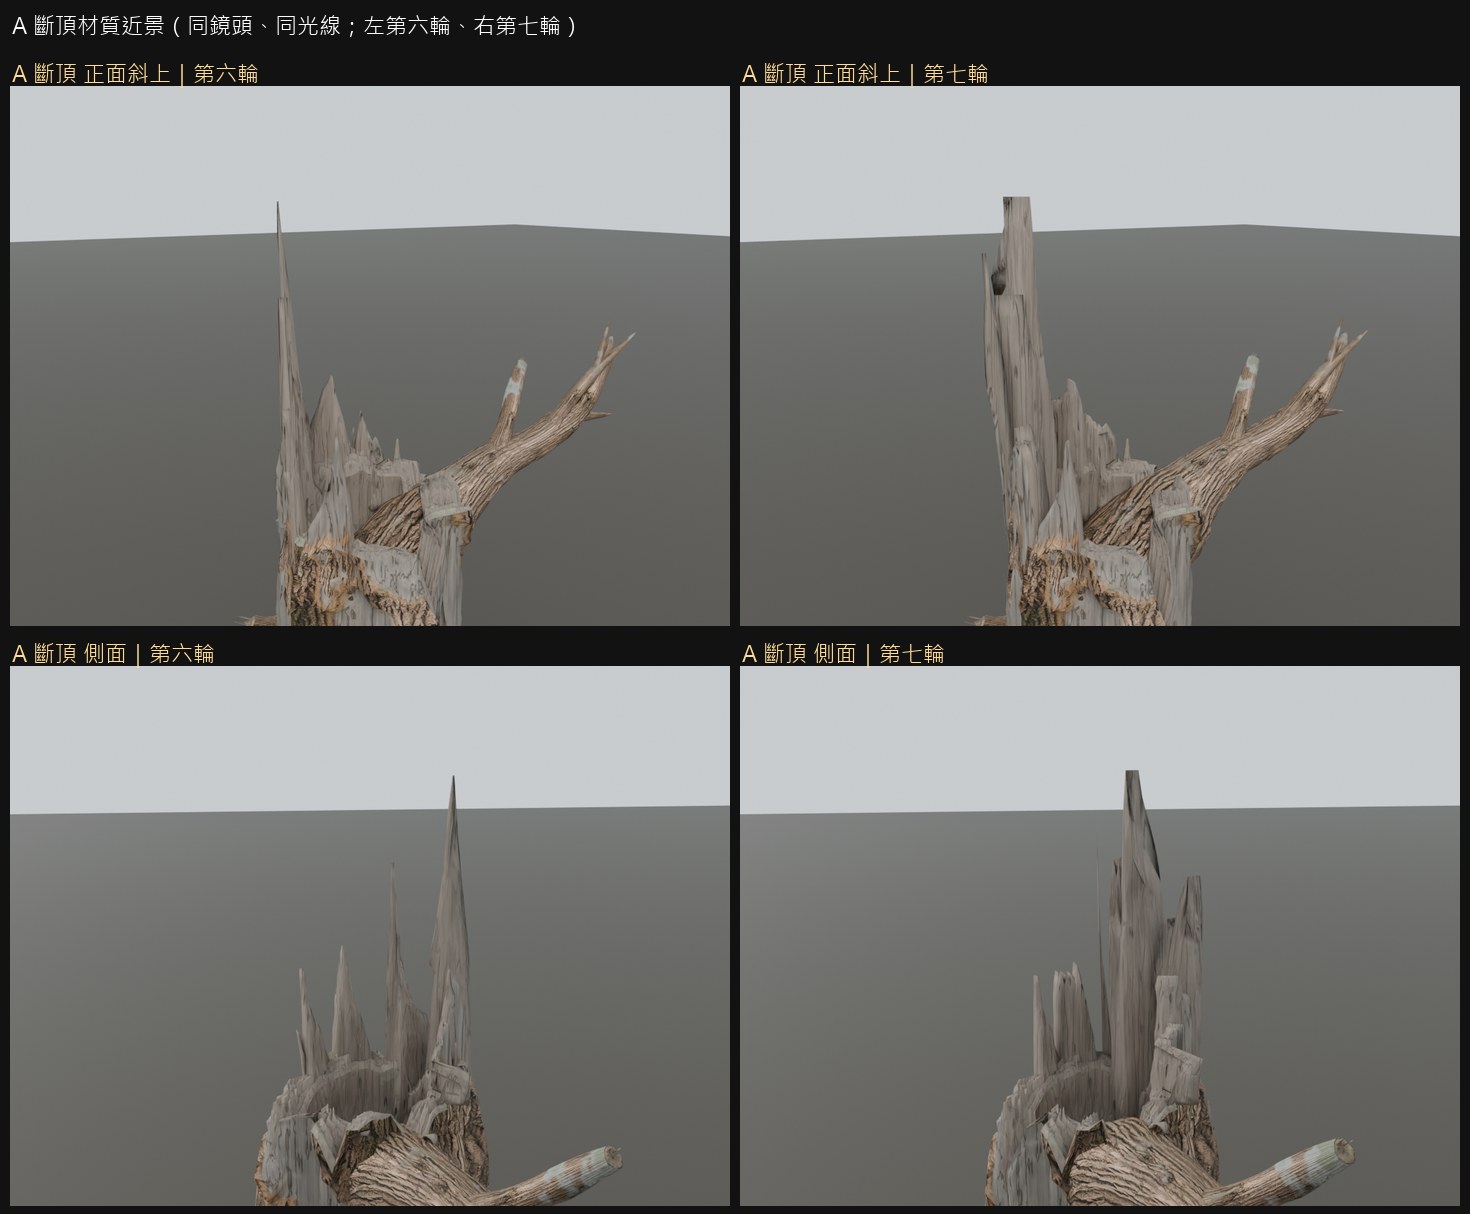 A 斷頂材質近景 ( 同鏡頭、同光線；左第六輪、右第七輪 )
A 斷頂 正面斜上 | 第六輪
A 斷頂 正面斜上 | 第七輪
A 斷頂 側面 | 第六輪
A 斷頂 側面 | 第七輪